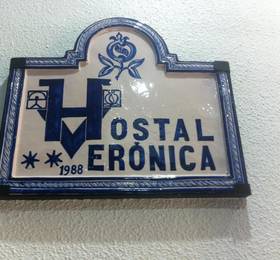 HOSTAL
VERÓNICA
** 1988